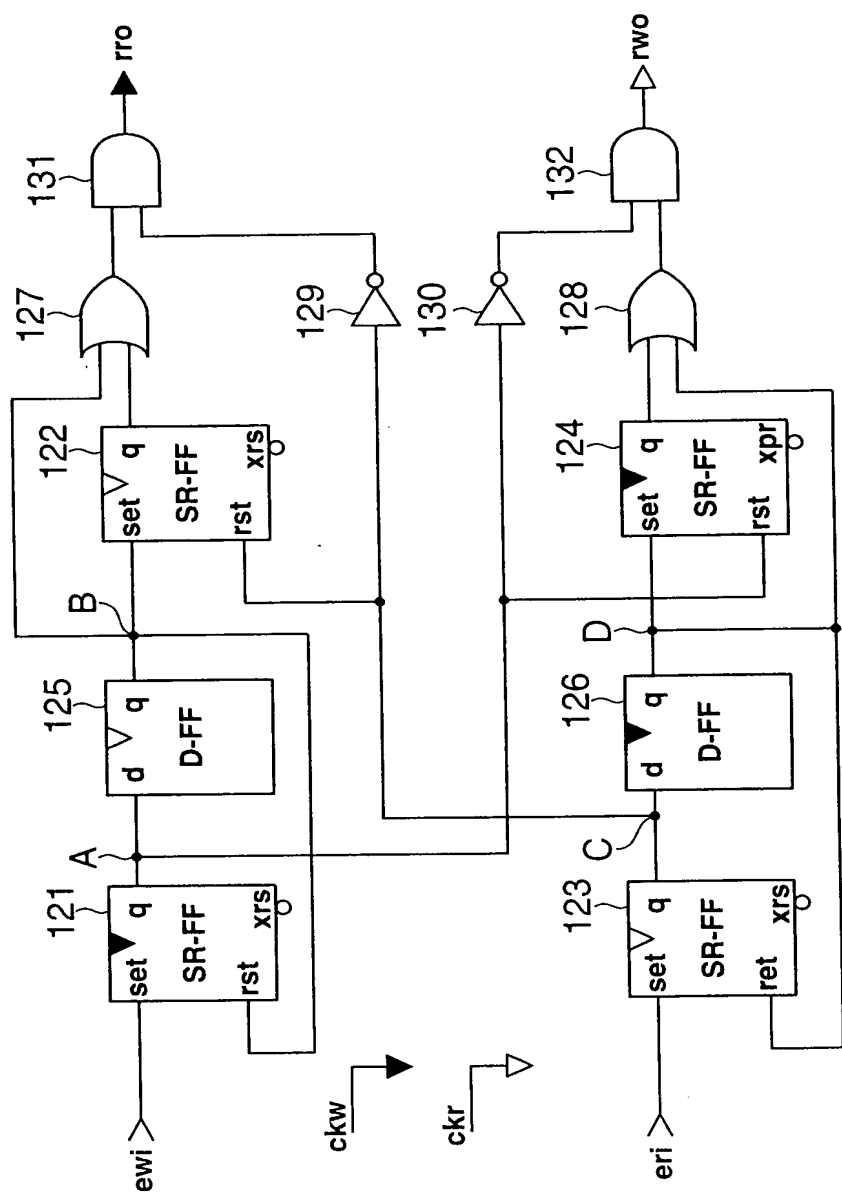 ewi
121
set
q
SR-FF
rst
xrs
A
125
d
q
D-FF
B
122
set
q
SR-FF
rst
xrs
127
131
rro
129
130
ckw
ckr
eri
123
set
q
SR-FF
ret
xrs
C
126
d
q
D-FF
D
124
set
q
SR-FF
rst
xpr
128
132
rwo